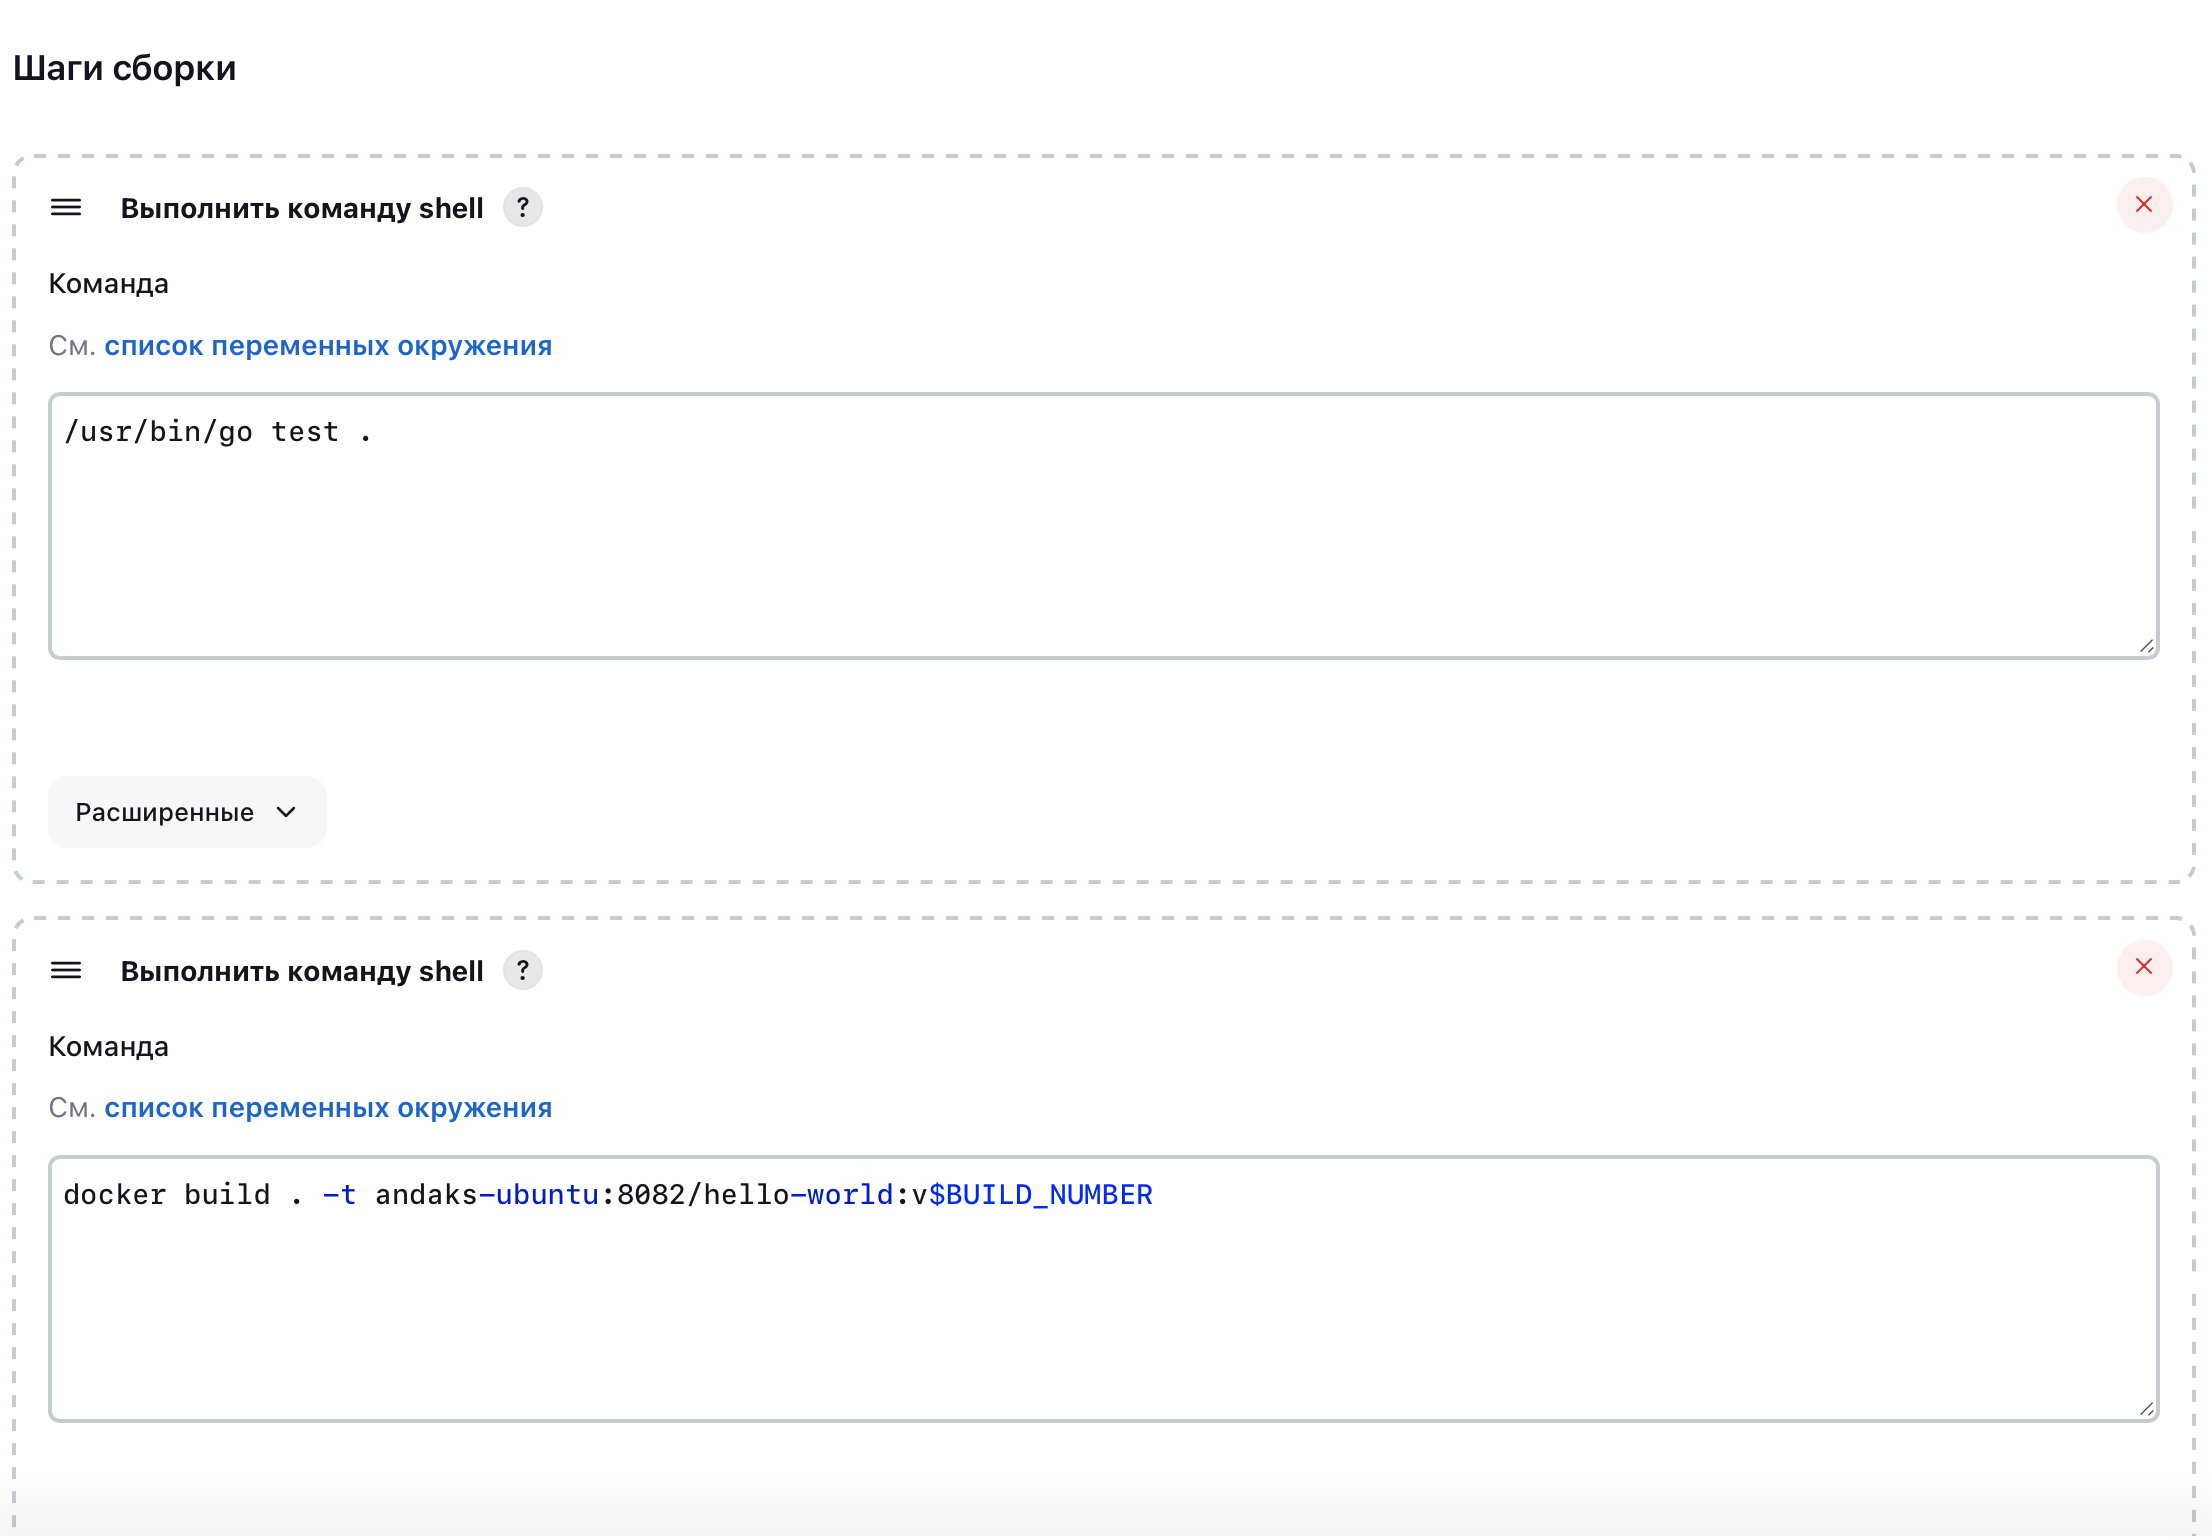 Шаги сборки
Выполнить команду shell ?
Команда
См. список переменных окружения
/usr/bin/go test .
Расширенные
Выполнить команду shell ?
Команда
См. список переменных окружения
docker build . -t andaks-ubuntu:8082/hello-world:v$BUILD_NUMBER